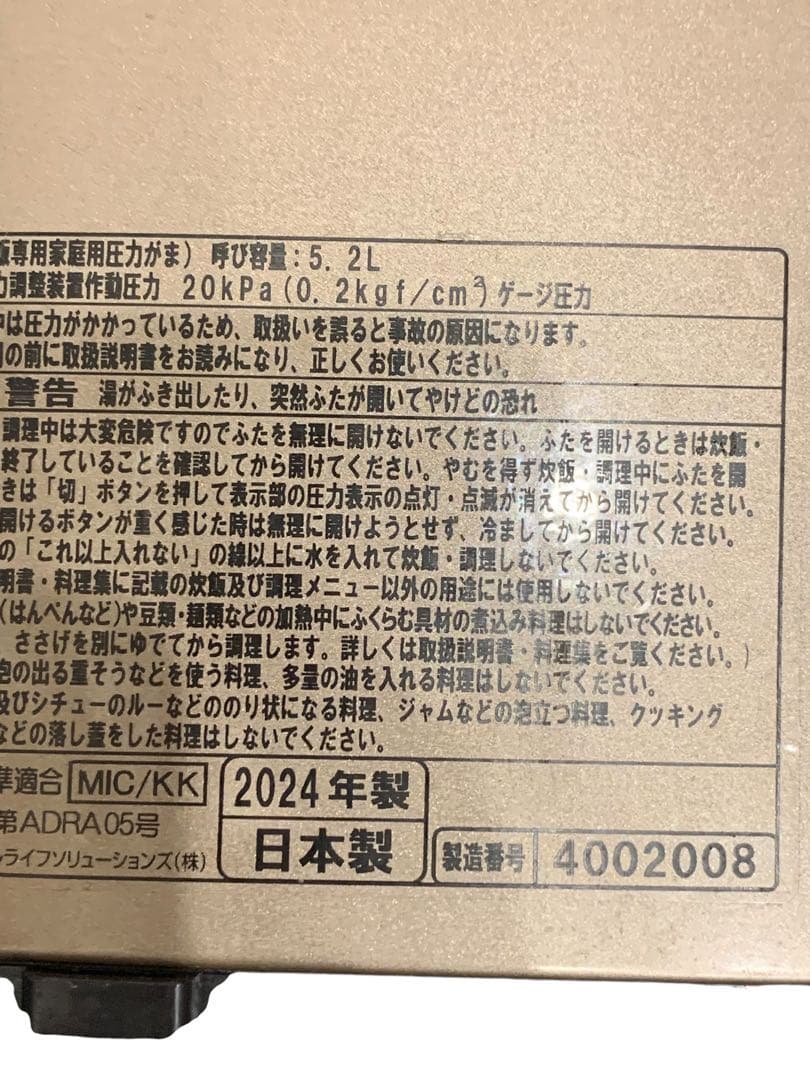 飯専用家庭用圧力がま) 呼び容量:5.2L
力調整装置作動圧力 20kPa(0.2kgf/cm³)ゲージ圧力
中は圧力がかかっているため、取扱いを誤ると事故の原因になります。
用の前に取扱説明書をお読みになり、正しくお使いください。
警告 湯がふき出したり、突然ふたが開いてやけどの恐れ
調理中は大変危険ですのでふたを無理に開けないでください。ふたを開けるときは炊飯・
終了していることを確認してから開けてください。やむを得ず炊飯・調理中にふたを開
きは「切」ボタンを押して表示部の圧力表示の点灯・点滅が消えてから開けてください。
開けるボタンが重く感じた時は無理に開けようとせず、冷ましてから開けてください。
の「これ以上入れない」の線以上に水を入れて炊飯・調理しないでください。
明書・料理集に記載の炊飯及び調理メニュー以外の用途には使用しないでください。
(はんぺんなど)や豆類・麺類などの加熱中にふくらむ具材の煮込み料理はしないでください。
、ささげを別にゆでてから調理します。詳しくは取扱説明書・料理集をご覧ください。)
泡の出る重そうなどを使う料理、多量の油を入れる料理はしないでください。
及びシチューのルーなどののり状になる料理、ジャムなどの泡立つ料理、クッキング
などの落し蓋をした料理はしないでください。
準適合 MIC/KK
第ADRA05号
ルライフソリューションズ(株)
2024年製
日本製
製造番号 4002008